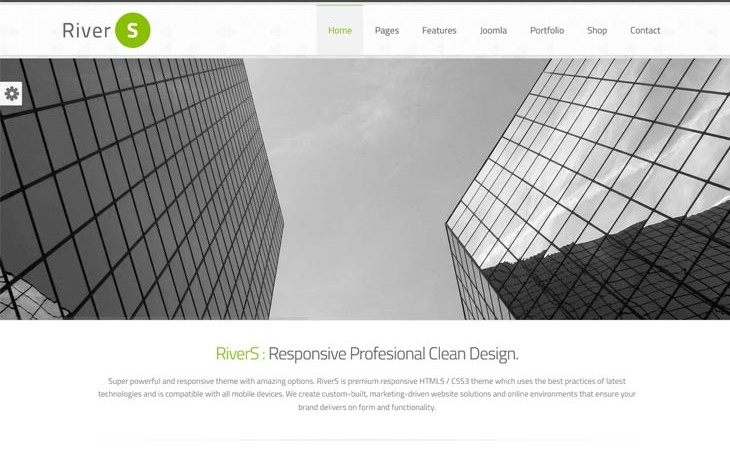 River S
Home Pages Features Joomla Portfolio Shop Contact
RiverS : Responsive Profesional Clean Design.
Super powerful and responsive theme with amazing options. RiverS is premium responsive HTML5 / CSS3 theme which uses the best practices of latest
technologies and is compatible with all mobile devices. We create custom-built, marketing-driven website solutions and online environments that ensure your
brand delivers on form and functionality.